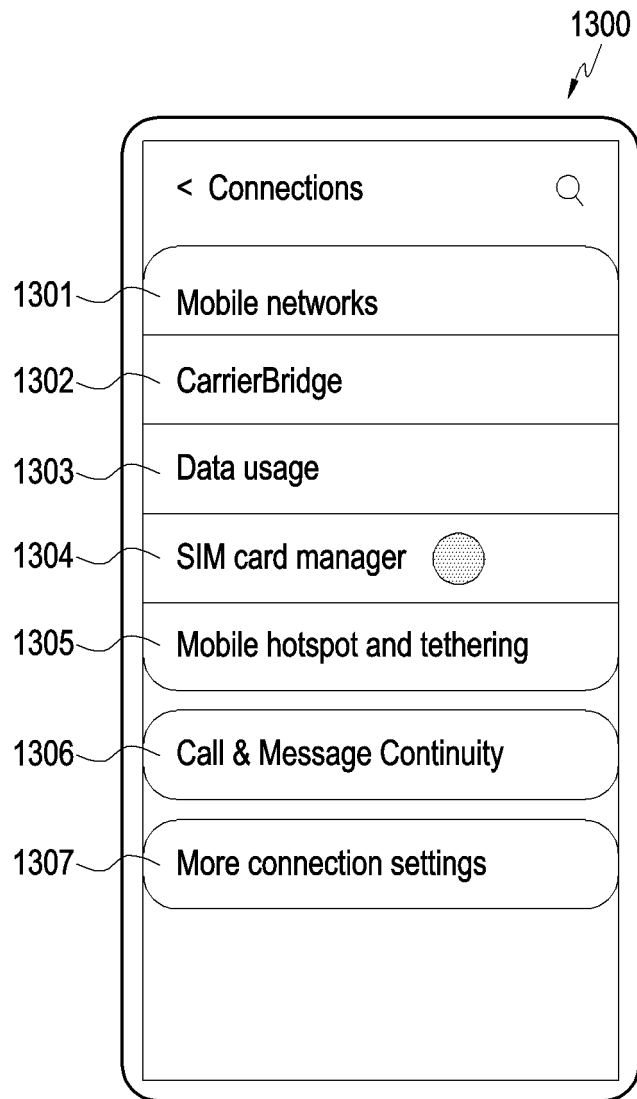 1300
< Connections
1301 Mobile networks
1302 CarrierBridge
1303 Data usage
1304 SIM card manager
1305 Mobile hotspot and tethering
1306 Call & Message Continuity
1307 More connection settings